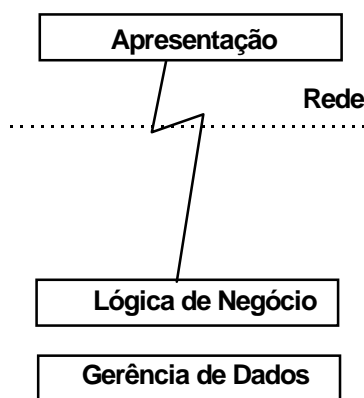 Apresentação
Rede
Lógica de Negócio
Gerência de Dados